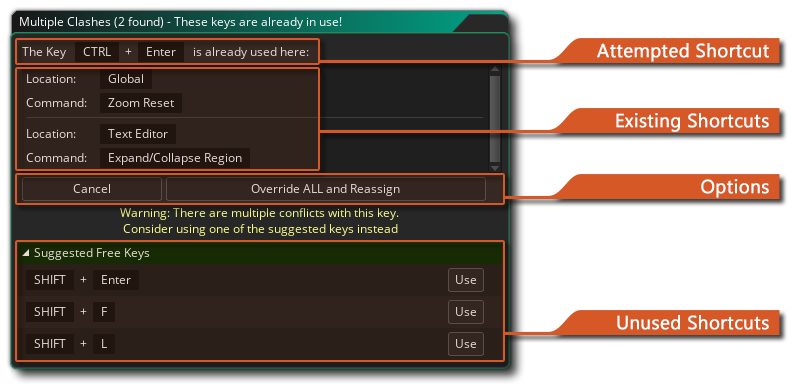 Multiple Clashes (2 found) - These keys are already in use!
The Key CTRL + Enter is already used here:
Attempted Shortcut
Location: Global
Command: Zoom Reset
Location: Text Editor
Command: Expand/Collapse Region
Existing Shortcuts
Cancel Override ALL and Reassign
Options
Warning: There are multiple conflicts with this key.
Consider using one of the suggested keys instead
Suggested Free Keys
SHIFT + Enter Use
SHIFT + F Use
SHIFT + L Use
Unused Shortcuts